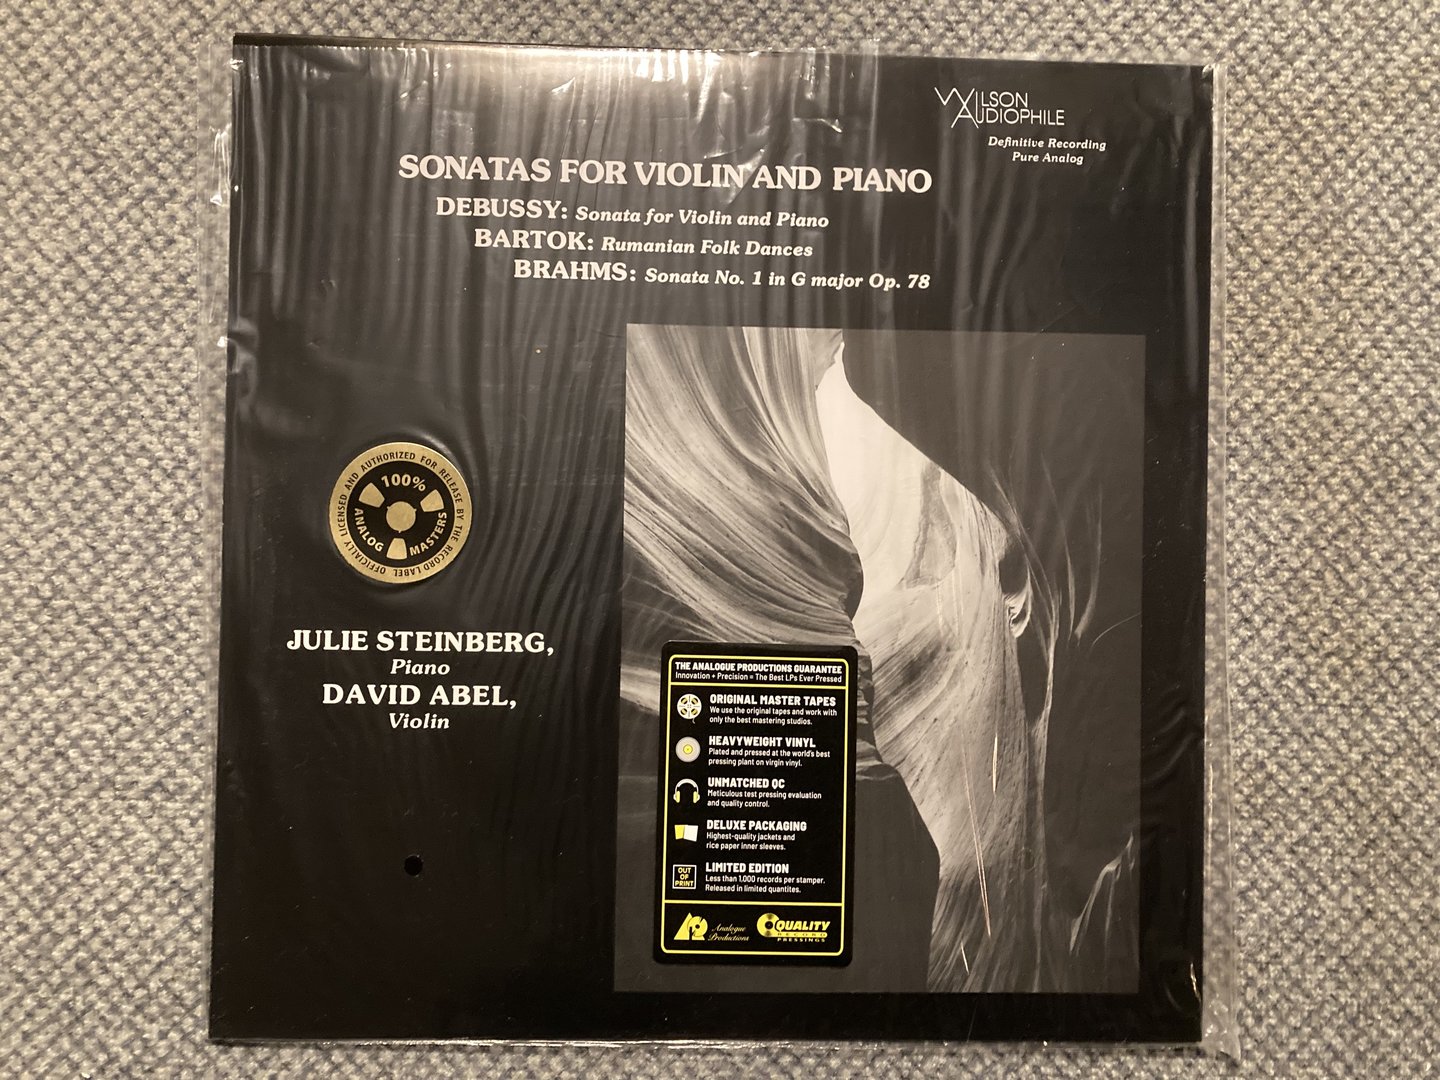 WILSON
AUDIOPHILE
Definitive Recording
Pure Analog
SONATAS FOR VIOLIN AND PIANO
DEBUSSY: Sonata for Violin and Piano
BARTOK: Rumanian Folk Dances
BRAHMS: Sonata No. 1 in G major Op. 78
OFFICIALLY LICENSED AND AUTHORIZED FOR RELEASE BY THE RECORD LABEL
100%
ANALOG MASTERS
JULIE STEINBERG,
Piano
DAVID ABEL,
Violin
THE ANALOGUE PRODUCTIONS GUARANTEE
Innovation + Precision = The Best LPs Ever Pressed
ORIGINAL MASTER TAPES
We use the original tapes and work with
only the best mastering studios.
HEAVYWEIGHT VINYL
Plated and pressed at the world's best
pressing plant on virgin vinyl.
UNMATCHED QC
Meticulous test pressing evaluation
and quality control.
DELUXE PACKAGING
Highest-quality jackets and
rice paper inner sleeves.
OUT
OF
PRINT
LIMITED EDITION
Less than 1,000 records per stamper.
Released in limited quantites.
Analogue
Productions
QUALITY
RECORD
PRESSINGS